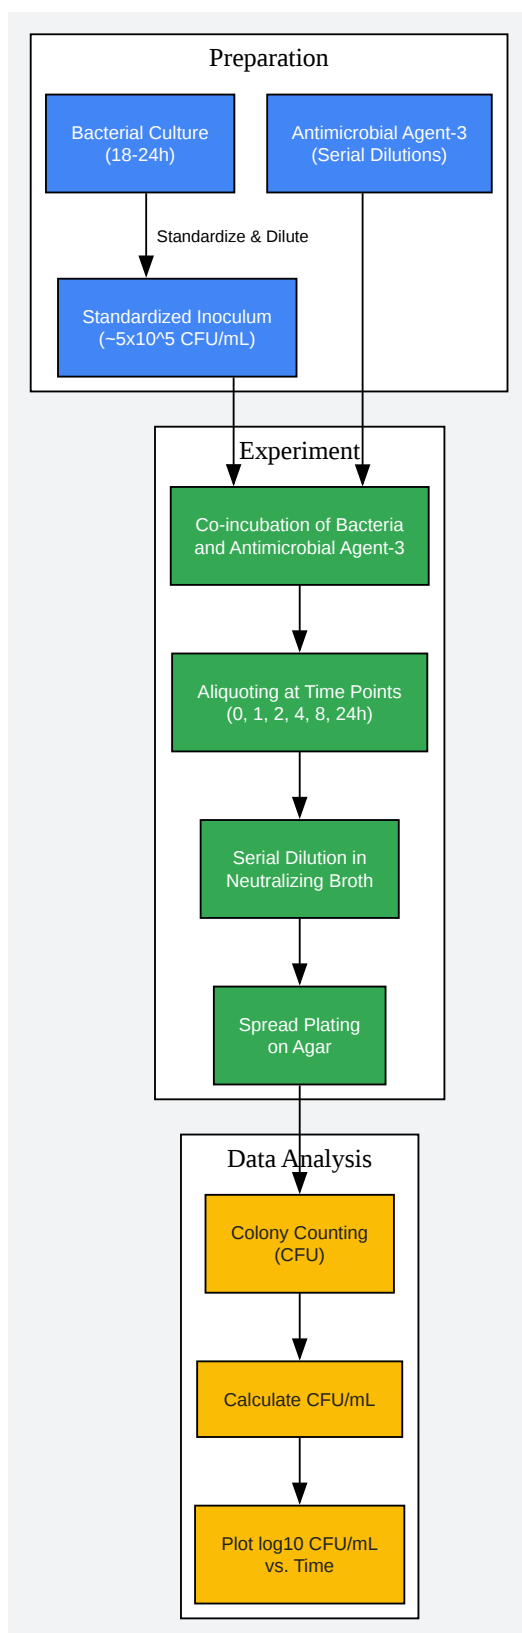 Preparation
Bacterial Culture
(18-24h)
Antimicrobial Agent-3
(Serial Dilutions)
Standardize & Dilute
Standardized Inoculum
(~5x10^5 CFU/mL)
Experiment
Co-incubation of Bacteria
and Antimicrobial Agent-3
Aliquoting at Time Points
(0, 1, 2, 4, 8, 24h)
Serial Dilution in
Neutralizing Broth
Spread Plating
on Agar
Data Analysis
Colony Counting
(CFU)
Calculate CFU/mL
Plot log10 CFU/mL
vs. Time